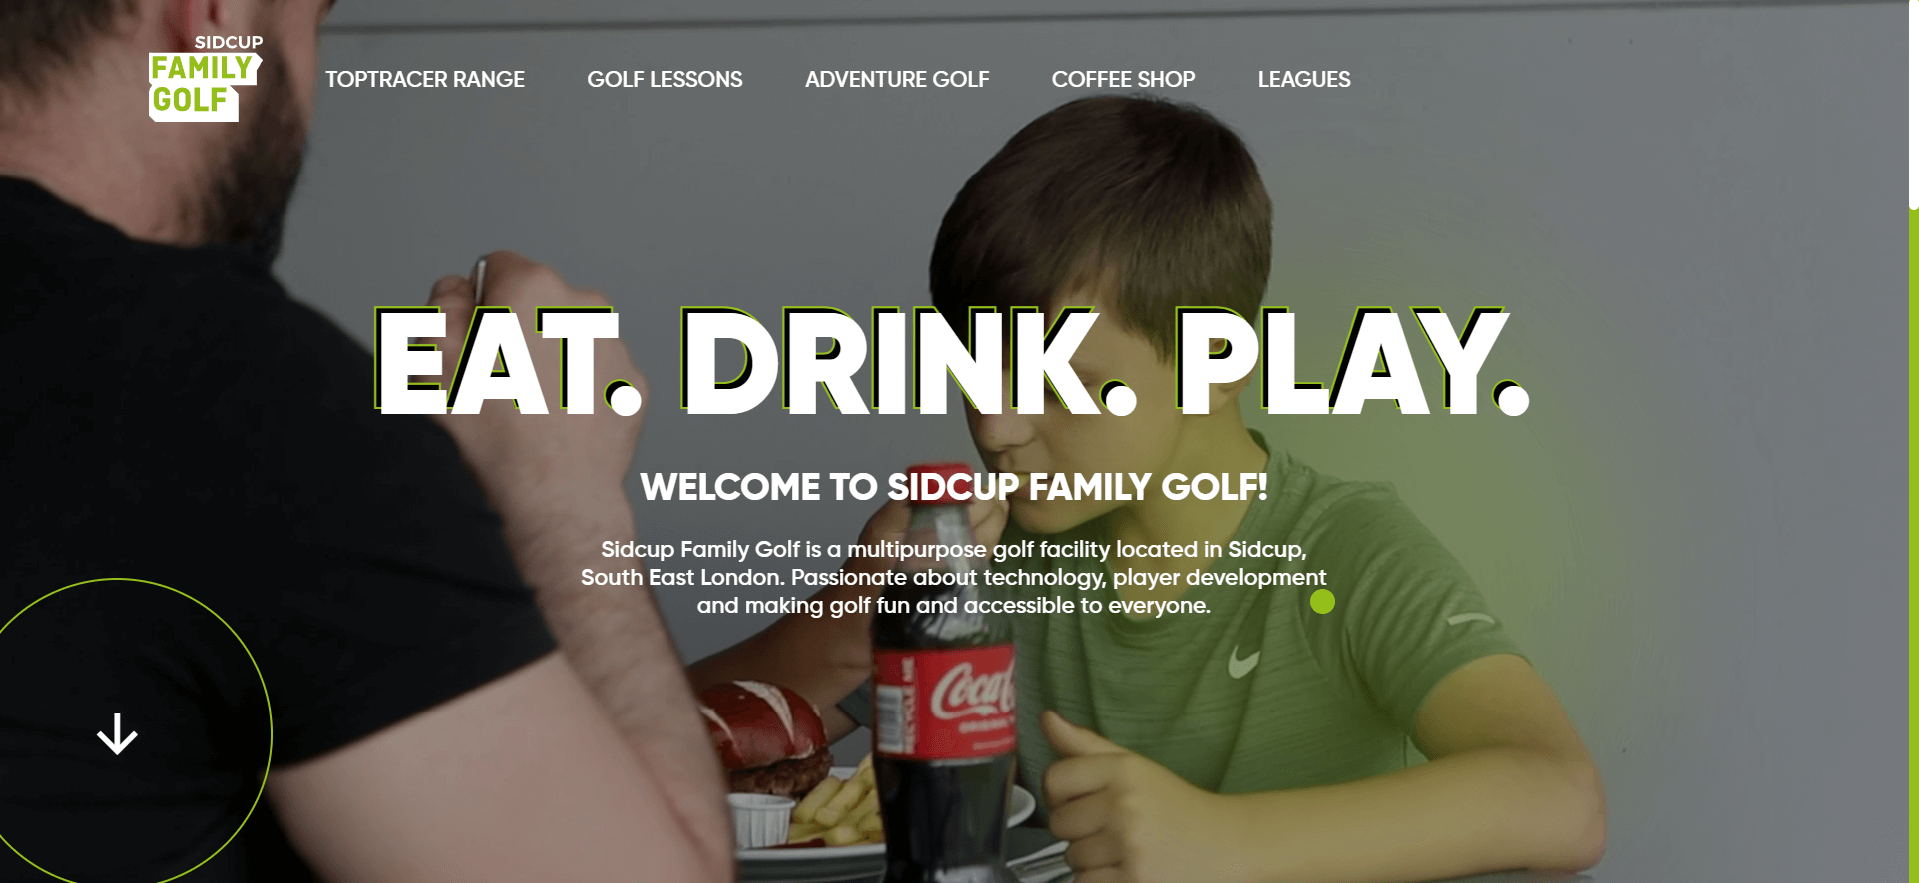 SIDCUP
FAMILY
GOLF
TOPTRACER RANGE
GOLF LESSONS
ADVENTURE GOLF
COFFEE SHOP
LEAGUES
EAT. DRINK. PLAY.
WELCOME TO SIDCUP FAMILY GOLF!
Sidcup Family Golf is a multipurpose golf facility located in Sidcup,
South East London. Passionate about technology, player development
and making golf fun and accessible to everyone.
RECYCLE ME